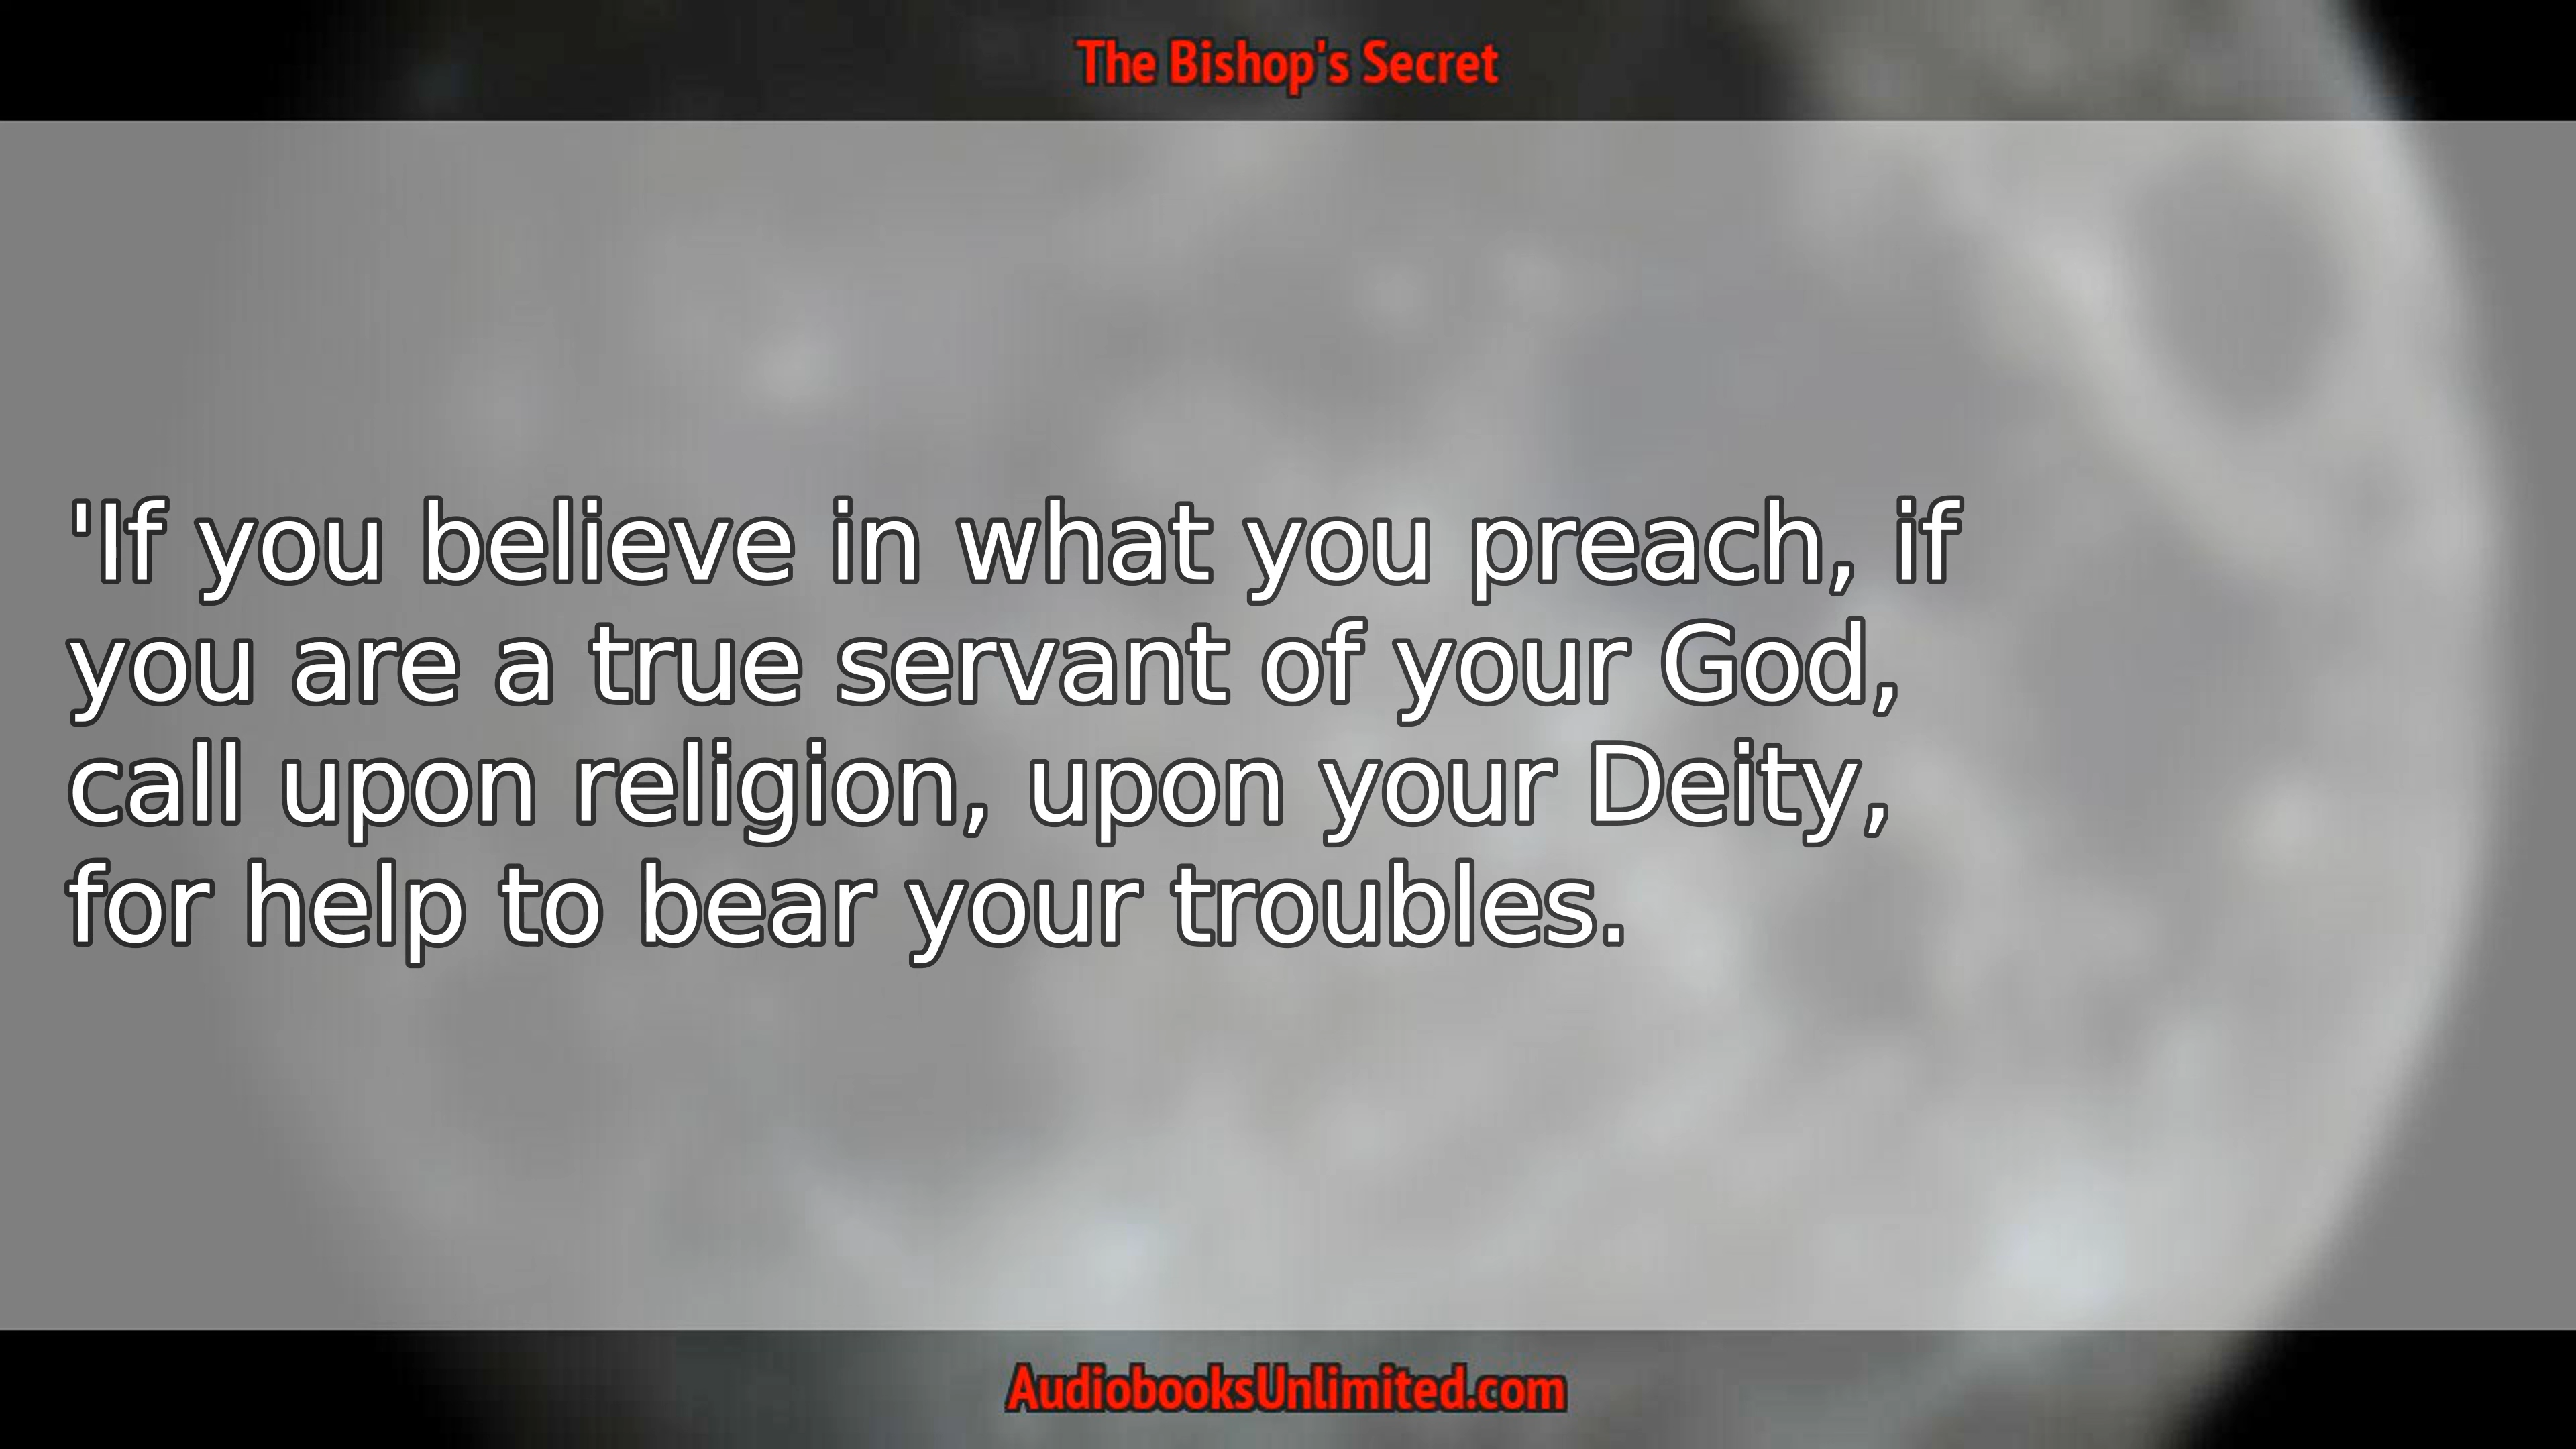 The Bishop's Secret
'If you believe in what you preach, if
you are a true servant of your God,
call upon religion, upon your Deity,
for help to bear your troubles.
AudiobooksUnlimited.com